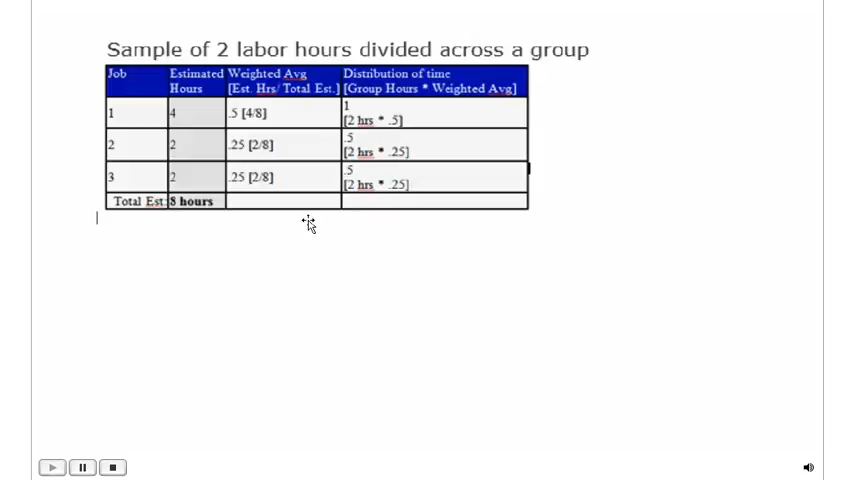 Sample of 2 labor hours divided across a group
Job Estimated Hours Weighted Avg [Est. Hrs/ Total Est.] Distribution of time [Group Hours * Weighted Avg]
1 4 .5 [4/8] 1 [2 hrs * .5]
2 2 .25 [2/8] .5 [2 hrs * .25]
3 2 .25 [2/8] .5 [2 hrs * .25]
Total Est: 8 hours